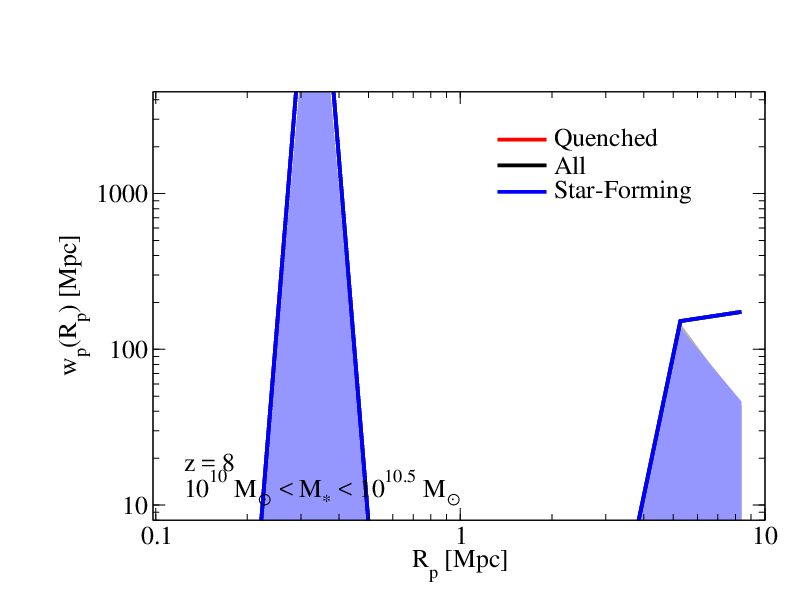 Quenched
All
Star-Forming
1000
100
10
w_p(R_p) [Mpc]
z = 8
10^10 M_⊙ < M_* < 10^10.5 M_⊙
0.1 1 10
R_p [Mpc]